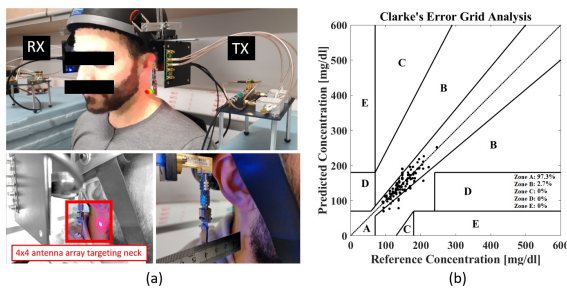 RX
TX
4x4 antenna array targeting neck
(a)
Clarke's Error Grid Analysis
Predicted Concentration [mg/dl]
600
500
400
300
200
100
0
E
C
B
B
D
D
A
C
E
Zone A: 97.3%
Zone B: 2.7%
Zone C: 0%
Zone D: 0%
Zone E: 0%
0 100 200 300 400 500 600
Reference Concentration [mg/dl]
(b)